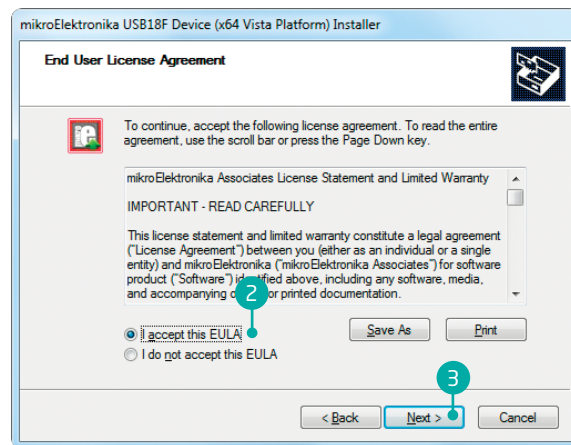 mikroElektronika USB18F Device (x64 Vista Platform) Installer
End User License Agreement
To continue, accept the following license agreement. To read the entire
agreement, use the scroll bar or press the Page Down key.
mikroElektronika Associates License Statement and Limited Warranty
IMPORTANT - READ CAREFULLY
This license statement and limited warranty constitute a legal agreement
("License Agreement") between you (either as an individual or a single
entity) and mikroElektronika ("mikroElektronika Associates") for software
product ("Software") identified above, including any software, media,
and accompanying or printed documentation.
2
I accept this EULA
Save As
Print
I do not accept this EULA
3
< Back
Next >
Cancel